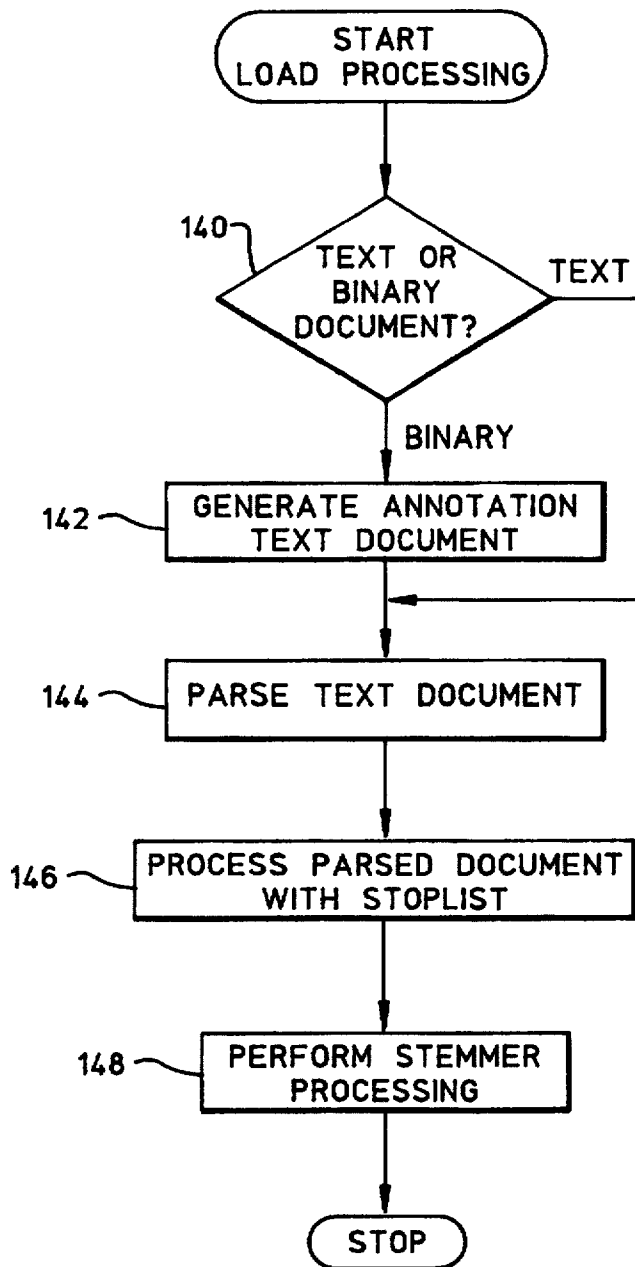 START
LOAD PROCESSING
140
TEXT OR
BINARY
DOCUMENT?
TEXT
BINARY
142
GENERATE ANNOTATION
TEXT DOCUMENT
144
PARSE TEXT DOCUMENT
146
PROCESS PARSED DOCUMENT
WITH STOPLIST
148
PERFORM STEMMER
PROCESSING
STOP